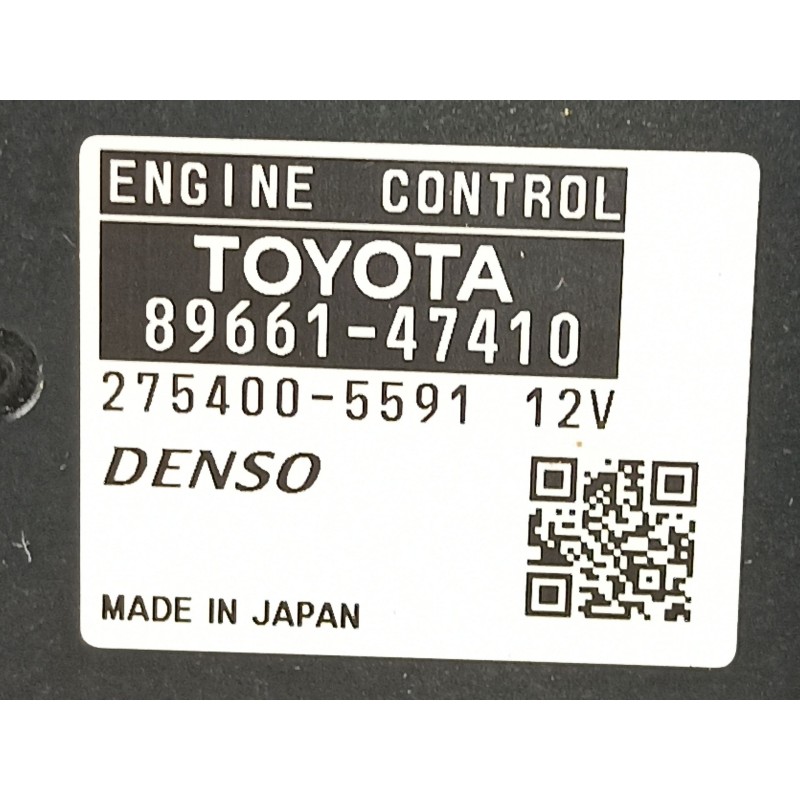 ENGINE CONTROL
TOYOTA
89661-47410
275400-5591 12V
DENSO
MADE IN JAPAN